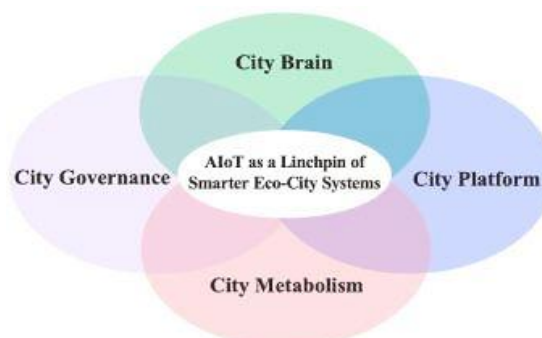 City Brain
AIoT as a Linchpin of
Smarter Eco-City Systems
City Governance
City Platform
City Metabolism